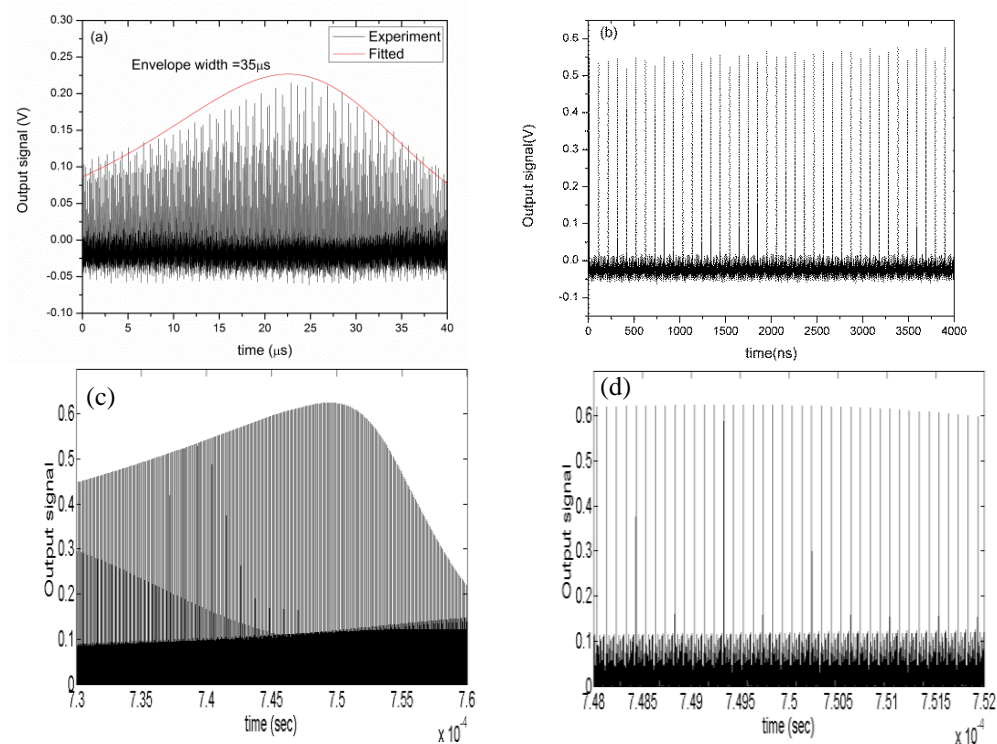 (a)
Experiment
Fitted
Envelope width =35μs
Output signal (V)
0.30
0.25
0.20
0.15
0.10
0.05
0.00
-0.05
-0.10
0 5 10 15 20 25 30 35 40
time (μs)
(b)
Output signal(V)
0.6
0.5
0.4
0.3
0.2
0.1
0.0
-0.1
0 500 1000 1500 2000 2500 3000 3500 4000
time(ns)
(c)
Output signal
0.6
0.5
0.4
0.3
0.2
0.1
0
7.3 7.35 7.4 7.45 7.5 7.55 7.6
time (sec)
x 10-4
(d)
Output signal
0.6
0.5
0.4
0.3
0.2
0.1
0
7.48 7.485 7.49 7.495 7.5 7.505 7.51 7.515 7.52
time (sec)
x 10-4